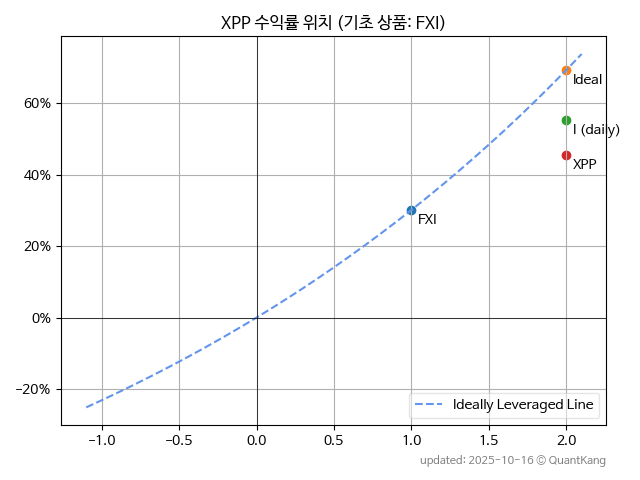 XPP 수익률 위치 (기초 상품: FXI)
Ideal
60%
I (daily)
XPP
40%
FXI
20%
0%
−20%
Ideally Leveraged Line
−1.0 −0.5 0.0 0.5 1.0 1.5 2.0
updated: 2025-10-16 © QuantKang